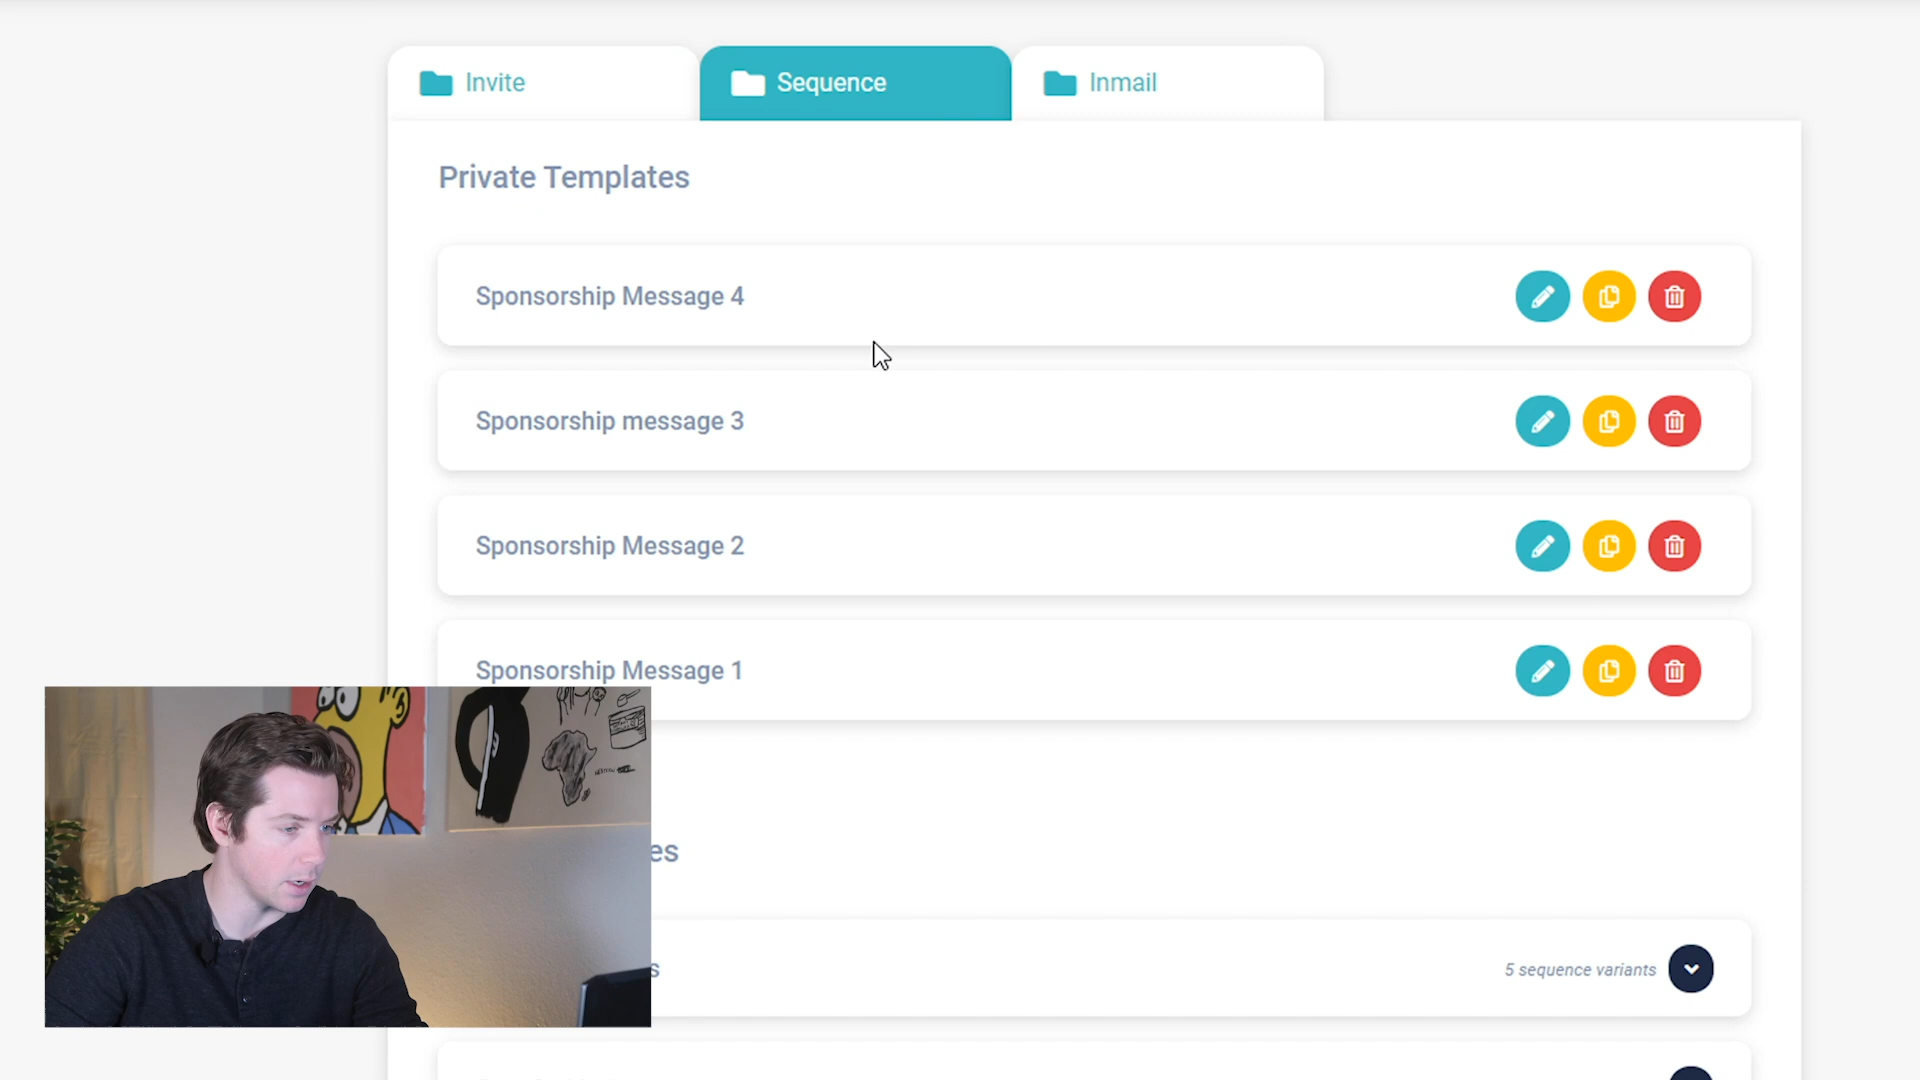 Invite
Sequence
Inmail
Private Templates
Sponsorship Message 4
Sponsorship message 3
Sponsorship Message 2
Sponsorship Message 1
es
s
5 sequence variants